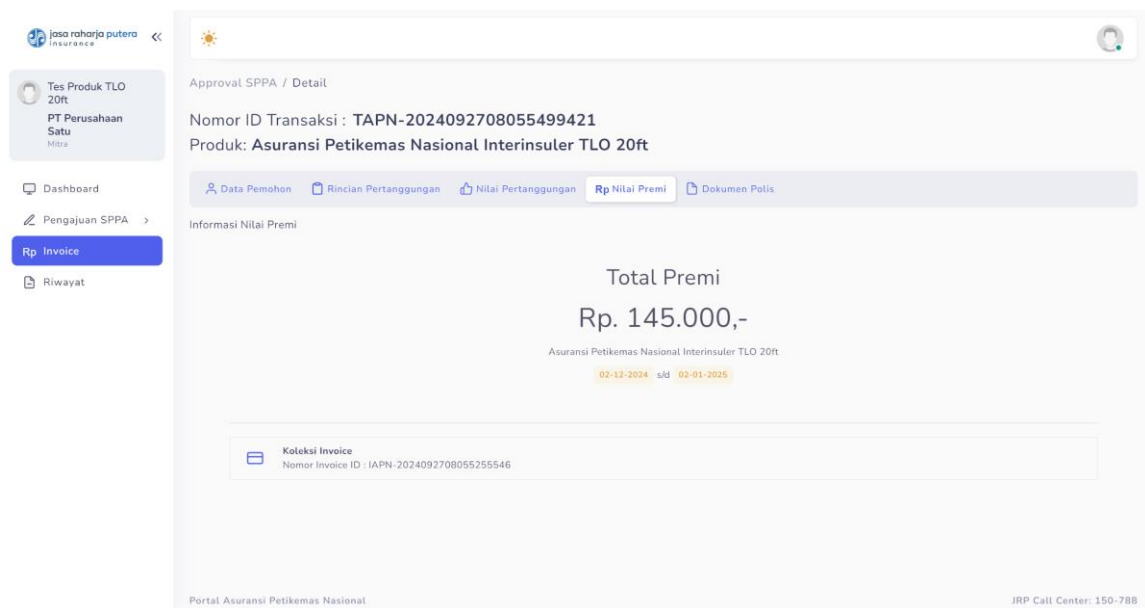 jasa raharja putera
insurance
Tes Produk TLO
20ft
PT Perusahaan
Satu
Mitra
Dashboard
Pengajuan SPPA
Rp Invoice
Riwayat
Approval SPPA / Detail
Nomor ID Transaksi : TAPN-2024092708055499421
Produk: Asuransi Petikemas Nasional Interinsuler TLO 20ft
Data Pemohon Rincian Pertanggungan Nilai Pertanggungan Rp Nilai Premi Dokumen Polis
Informasi Nilai Premi
Total Premi
Rp. 145.000,-
Asuransi Petikemas Nasional Interinsuler TLO 20ft
02-12-2024 s/d 02-01-2025
Koleksi Invoice
Nomor Invoice ID : IAPN-2024092708055255546
Portal Asuransi Petikemas Nasional JRP Call Center: 150-788